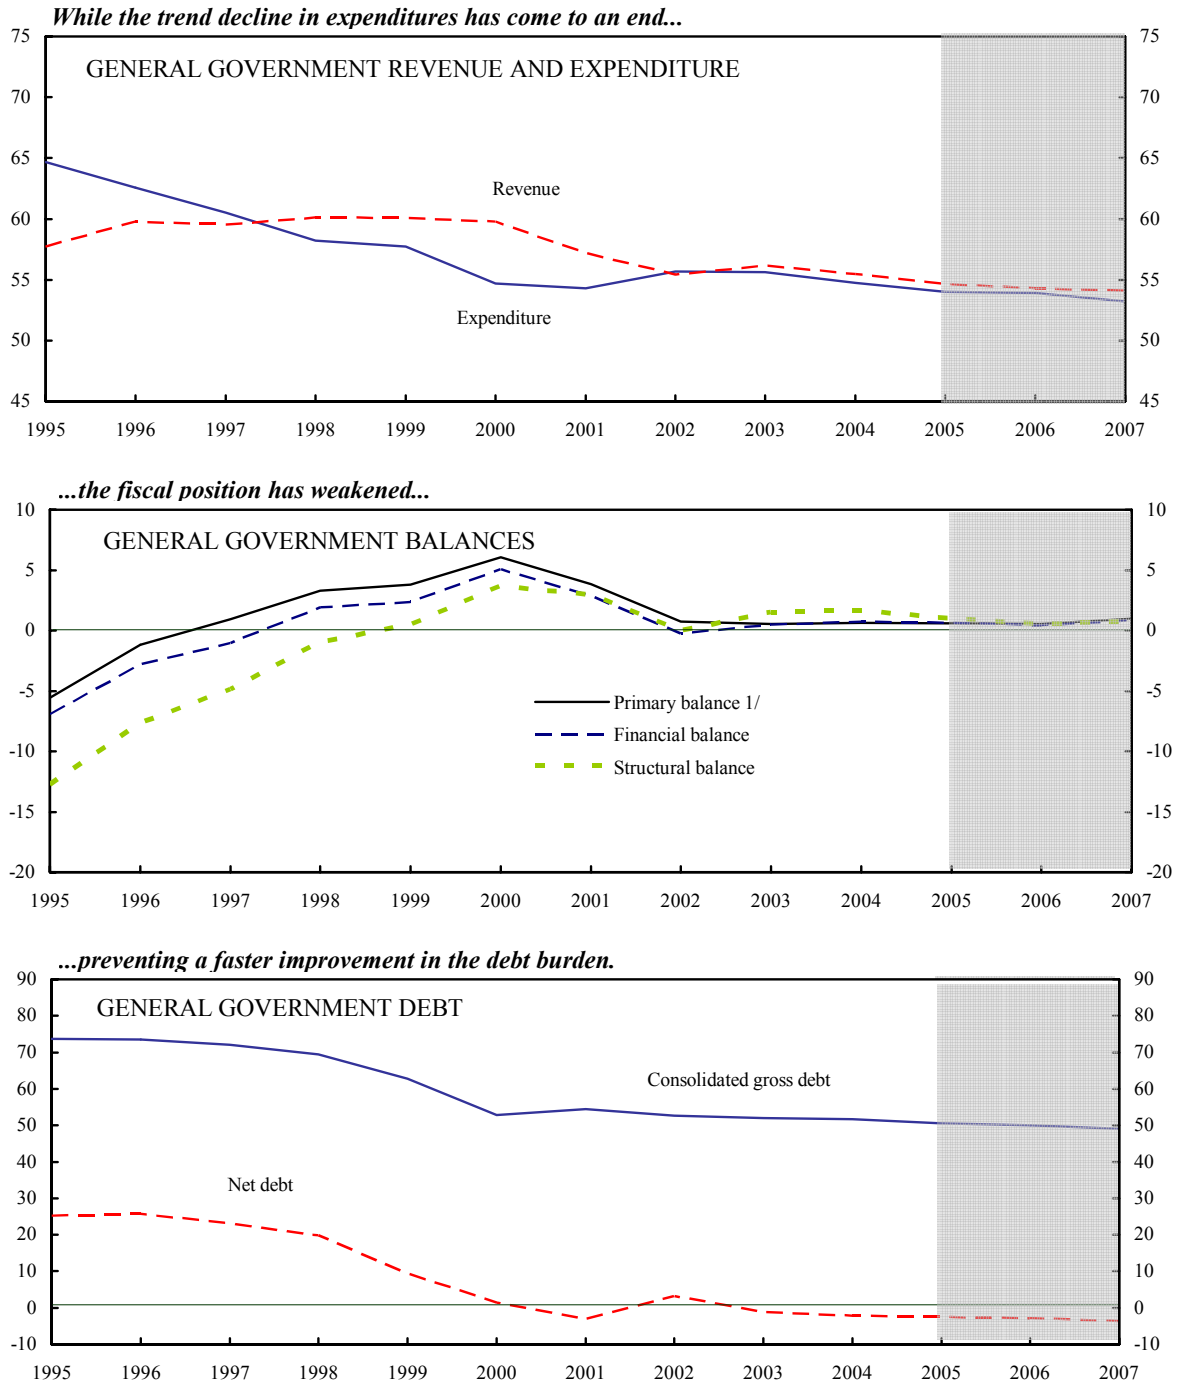 While the trend decline in expenditures has come to an end...
75 75
GENERAL GOVERNMENT REVENUE AND EXPENDITURE
70 70
65 65
Revenue
60 60
55 55
Expenditure
50 50
45 45
1995 1996 1997 1998 1999 2000 2001 2002 2003 2004 2005 2006 2007
...the fiscal position has weakened...
10 10
GENERAL GOVERNMENT BALANCES
5 5
0 0
-5 -5
Primary balance 1/
Financial balance
-10 -10
Structural balance
-15 -15
-20 -20
1995 1996 1997 1998 1999 2000 2001 2002 2003 2004 2005 2006 2007
...preventing a faster improvement in the debt burden.
90 90
GENERAL GOVERNMENT DEBT
80 80
70 70
Consolidated gross debt
60 60
50 50
40 40
Net debt
30 30
20 20
10 10
0 0
-10 -10
1995 1996 1997 1998 1999 2000 2001 2002 2003 2004 2005 2006 2007